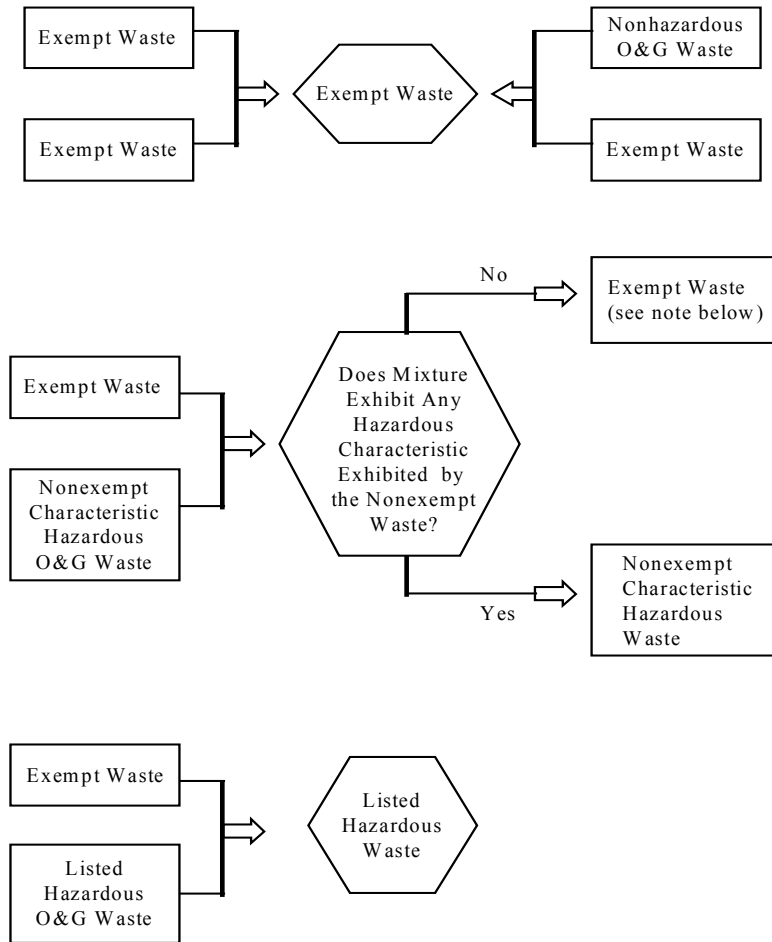 Exempt Waste
Exempt Waste
Exempt Waste
Nonhazardous
O&G Waste
Exempt Waste
Exempt Waste
Nonexempt
Characteristic
Hazardous
O&G Waste
Does Mixture
Exhibit Any
Hazardous
Characteristic
Exhibited by
the Nonexempt
Waste?
No
Exempt Waste
(see note below)
Yes
Nonexempt
Characteristic
Hazardous
Waste
Exempt Waste
Listed
Hazardous
O&G Waste
Listed
Hazardous
Waste